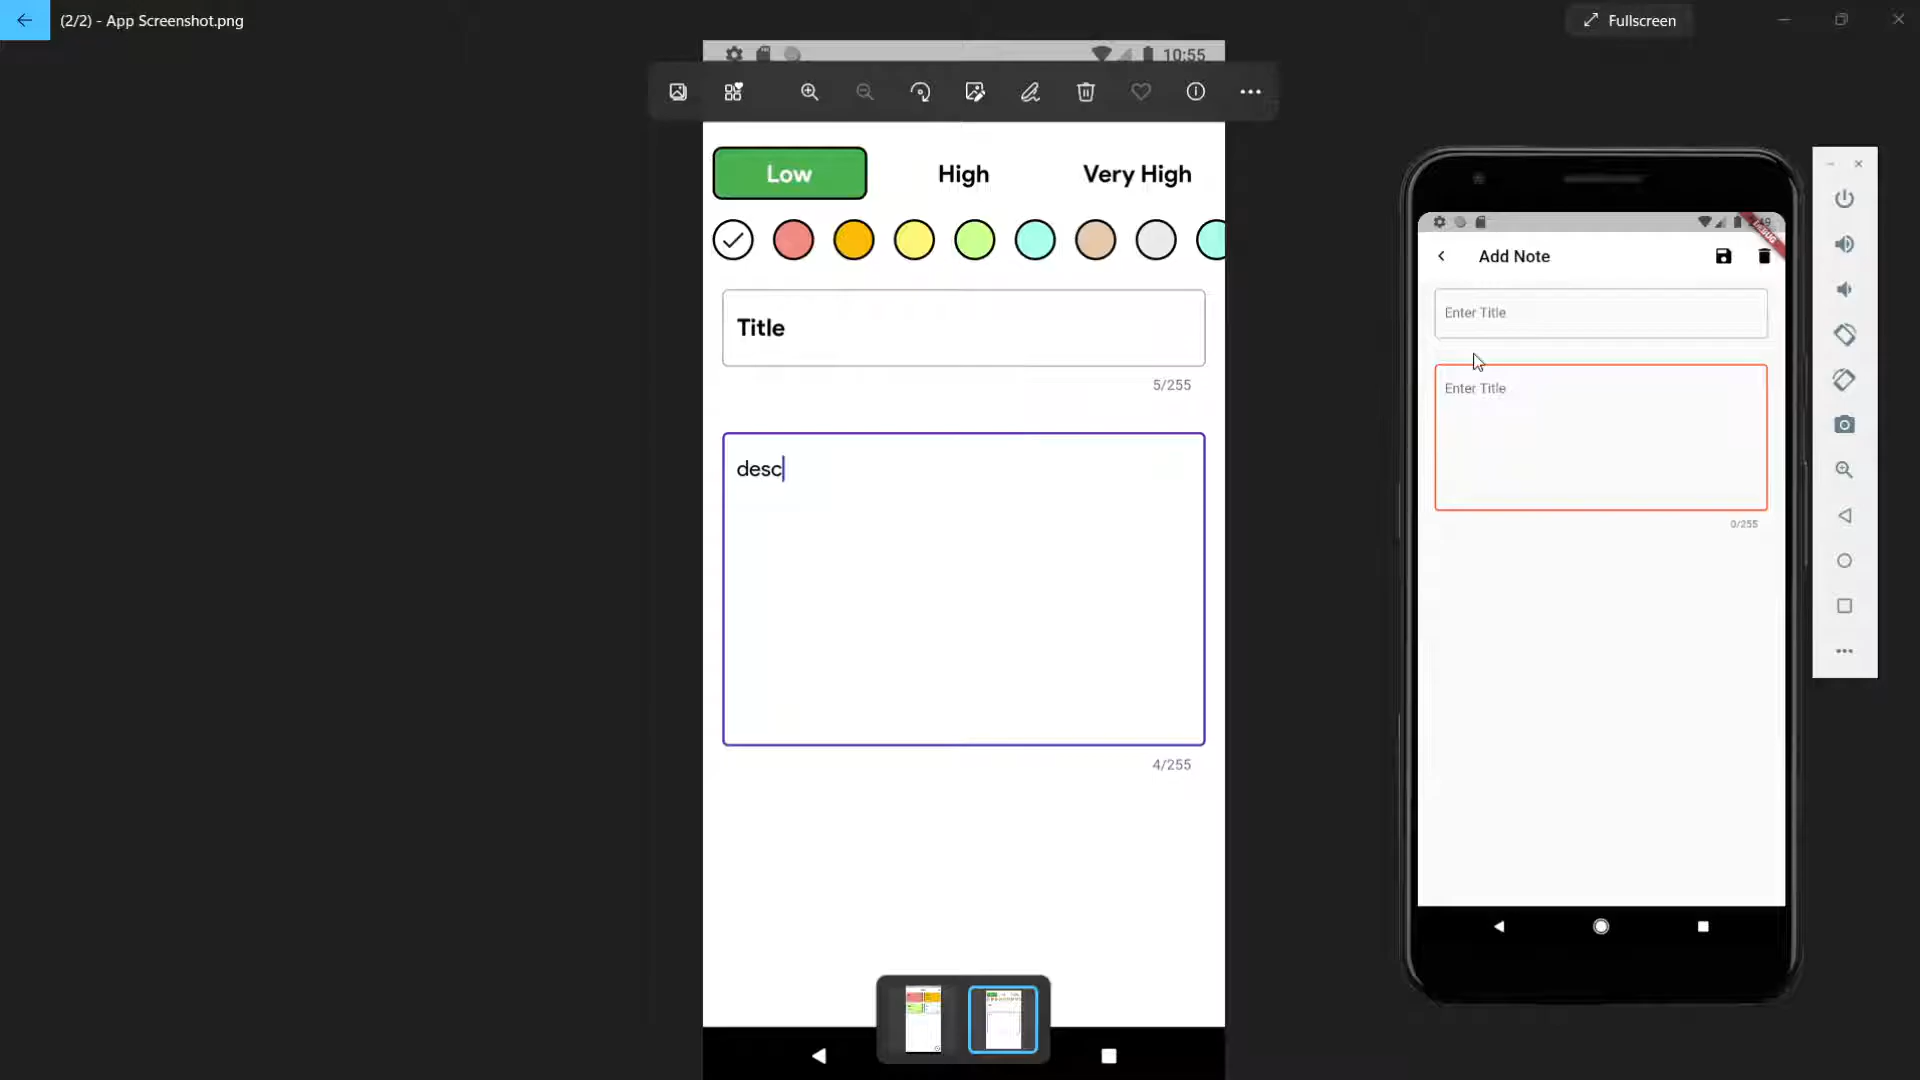 (2/2) - App Screenshot.png
Fullscreen
10:55
Low
High
Very High
Title
5/255
desc
4/255
Add Note
Enter Title
Enter Title
0/255